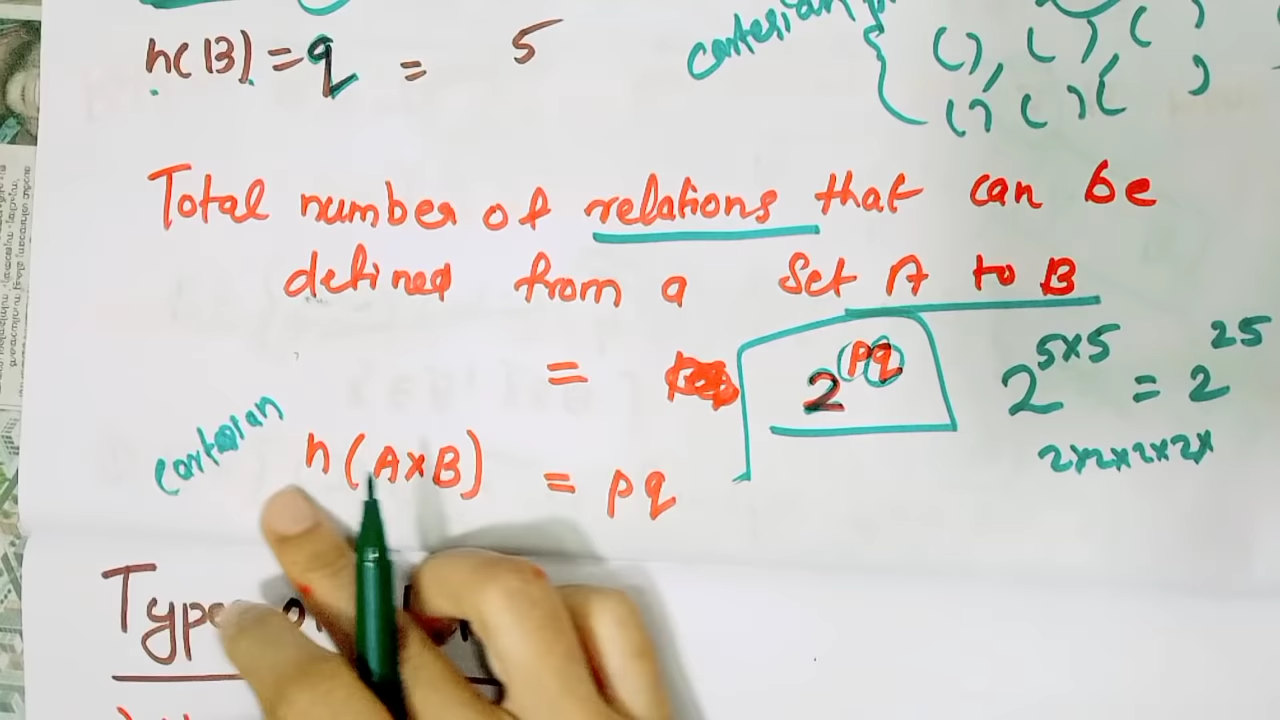 n(B) = q = 5
cartesian
{ ( ), ( ), ( )
( ) ( ) ( )
Total number of relations that can be
defined from a Set A to B
= 2^pq 2^5×5 = 2^25
2×2×2×2×
cartesian n(A×B) = pq